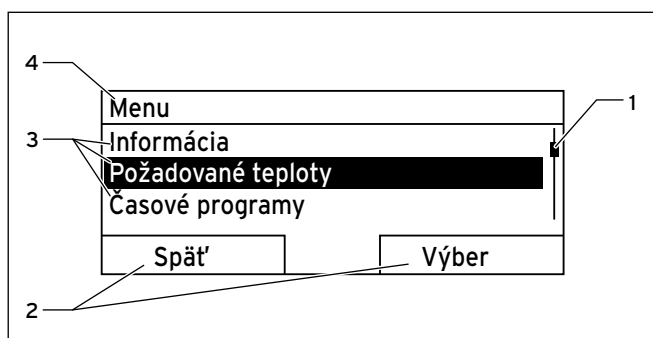 4
Menu
1
3
Informácia
Požadované teploty
Časové programy
Späť
Výber
2